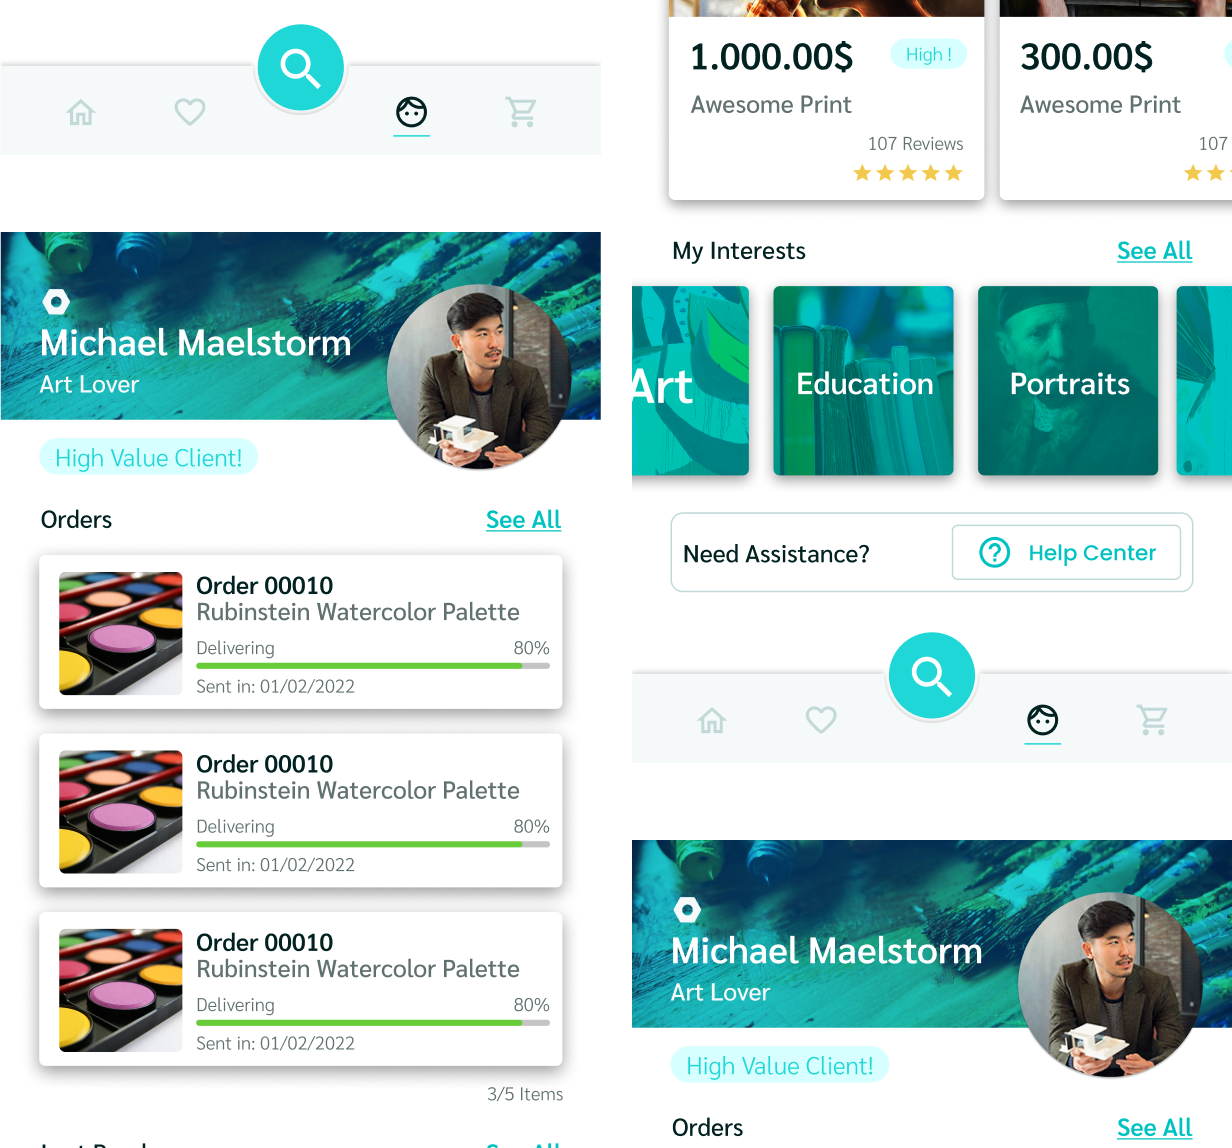 Michael Maelstorm
Art Lover
High Value Client!
Orders
See All
Order 00010
Rubinstein Watercolor Palette
Delivering
80%
Sent in: 01/02/2022
Order 00010
Rubinstein Watercolor Palette
Delivering
80%
Sent in: 01/02/2022
Order 00010
Rubinstein Watercolor Palette
Delivering
80%
Sent in: 01/02/2022
3/5 Items
1.000.00$
High !
Awesome Print
107 Reviews
300.00$
Awesome Print
107
My Interests
See All
Art
Education
Portraits
Need Assistance?
Help Center
Michael Maelstorm
Art Lover
High Value Client!
Orders
See All